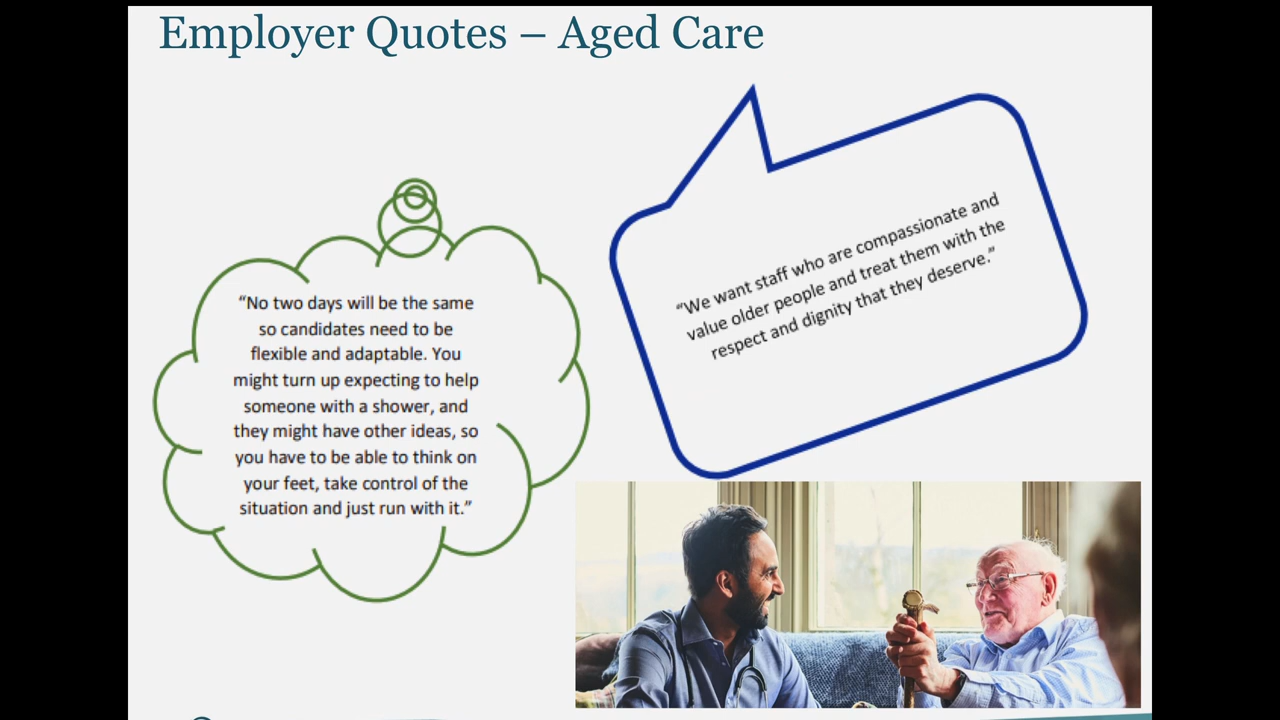 Employer Quotes – Aged Care
“No two days will be the same
so candidates need to be
flexible and adaptable. You
might turn up expecting to help
someone with a shower, and
they might have other ideas, so
you have to be able to think on
your feet, take control of the
situation and just run with it.”
“We want staff who are compassionate and
value older people and treat them with the
respect and dignity that they deserve.”